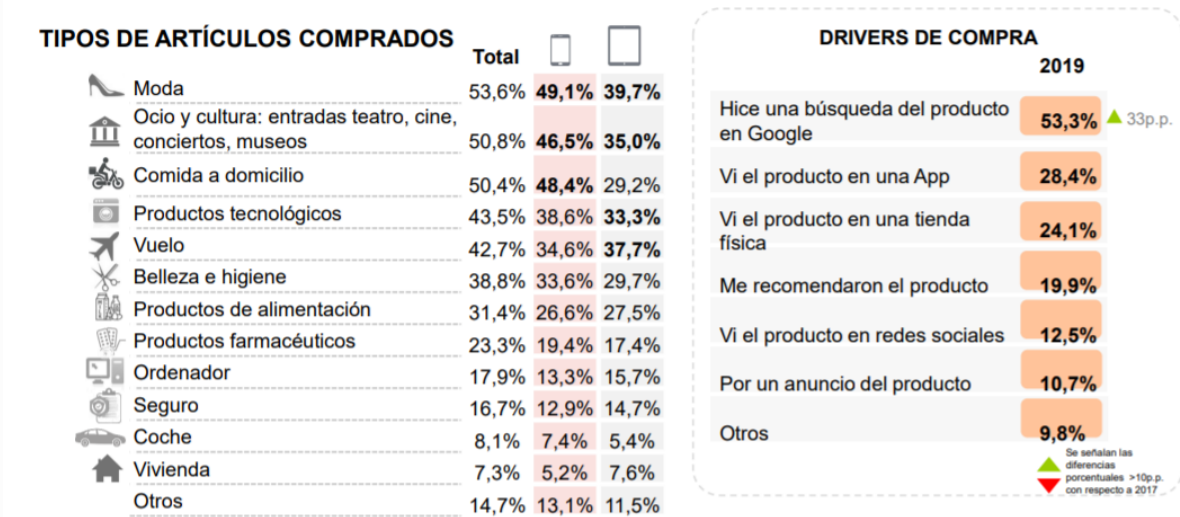 TIPOS DE ARTÍCULOS COMPRADOS
Total
Moda 53,6% 49,1% 39,7%
Ocio y cultura: entradas teatro, cine,
conciertos, museos 50,8% 46,5% 35,0%
Comida a domicilio 50,4% 48,4% 29,2%
Productos tecnológicos 43,5% 38,6% 33,3%
Vuelo 42,7% 34,6% 37,7%
Belleza e higiene 38,8% 33,6% 29,7%
Productos de alimentación 31,4% 26,6% 27,5%
Productos farmacéuticos 23,3% 19,4% 17,4%
Ordenador 17,9% 13,3% 15,7%
Seguro 16,7% 12,9% 14,7%
Coche 8,1% 7,4% 5,4%
Vivienda 7,3% 5,2% 7,6%
Otros 14,7% 13,1% 11,5%
DRIVERS DE COMPRA
2019
Hice una búsqueda del producto
en Google 53,3% 33p.p.
Vi el producto en una App 28,4%
Vi el producto en una tienda
física 24,1%
Me recomendaron el producto 19,9%
Vi el producto en redes sociales 12,5%
Por un anuncio del producto 10,7%
Otros 9,8%
Se señalan las
diferencias
porcentuales >10p.p.
con respecto a 2017